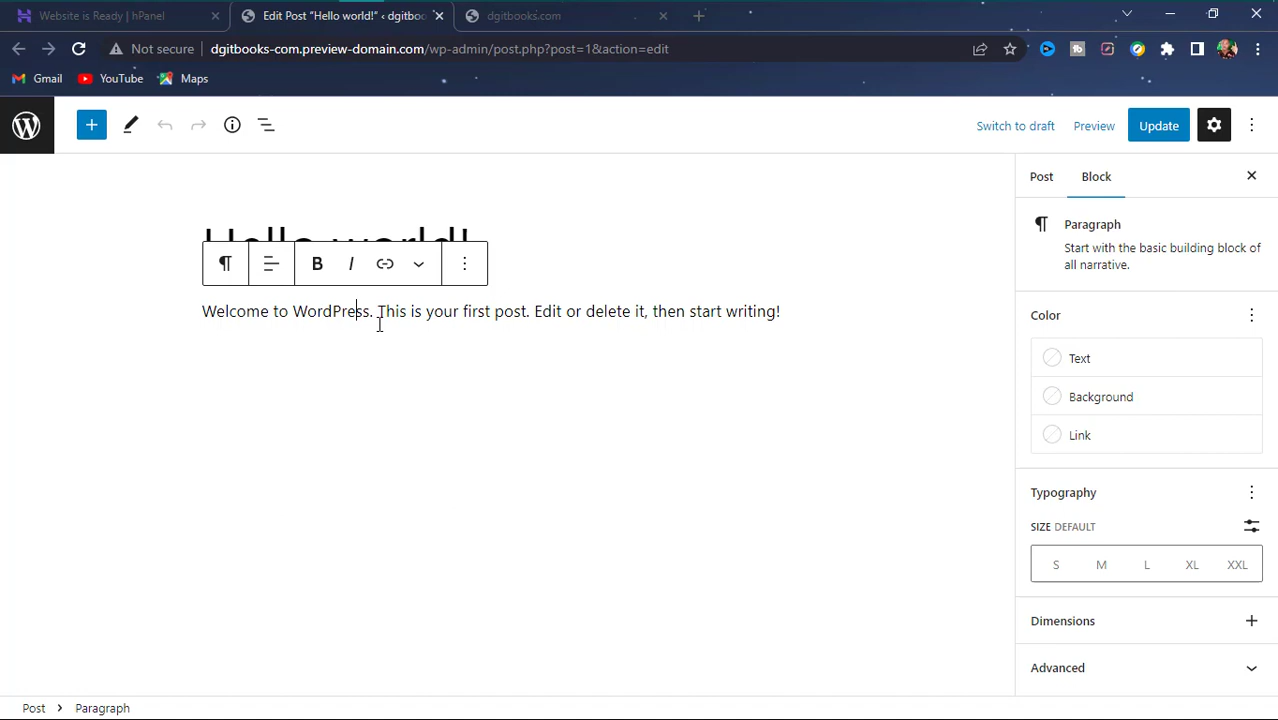 Website is Ready | hPanel
Edit Post “Hello world!” ‹ dgitboo
dgitbooks.com
Not secure
dgitbooks-com.preview-domain.com/wp-admin/post.php?post=1&action=edit
Gmail
YouTube
Maps
Switch to draft
Preview
Update
Post
Block
Hello world!
Paragraph
Start with the basic building block of
all narrative.
B
I
Welcome to WordPress. This is your first post. Edit or delete it, then start writing!
Color
Text
Background
Link
Typography
SIZE DEFAULT
S
M
L
XL
XXL
Dimensions
Advanced
Post
Paragraph